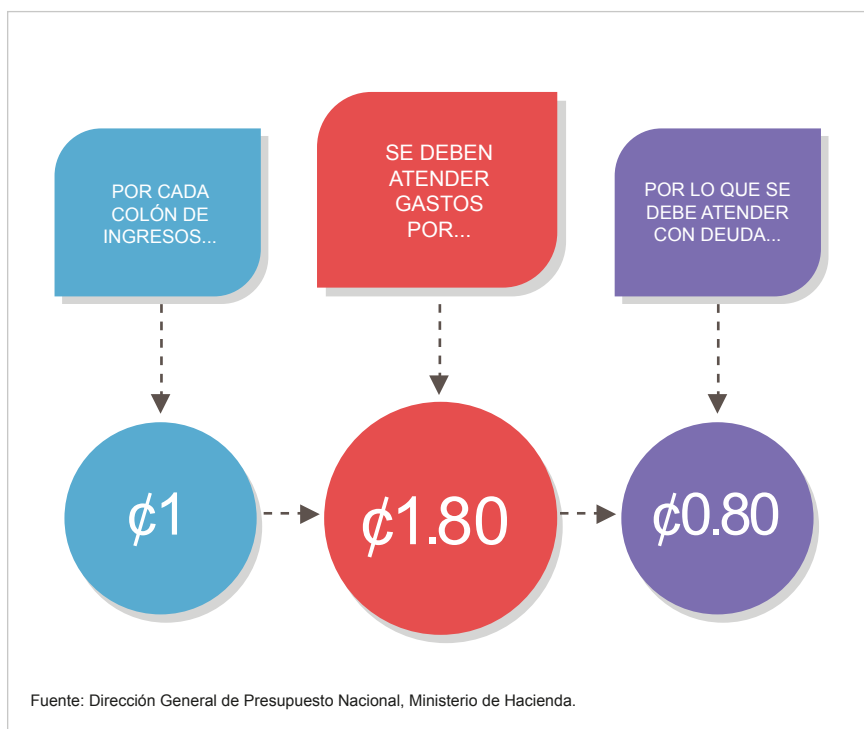 POR CADA
COLÓN DE
INGRESOS...
SE DEBEN
ATENDER
GASTOS
POR...
POR LO QUE SE
DEBE ATENDER
CON DEUDA...
₡1
₡1.80
₡0.80
Fuente: Dirección General de Presupuesto Nacional, Ministerio de Hacienda.